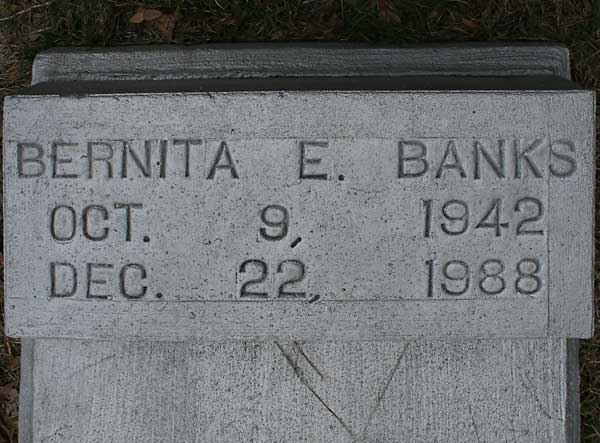 BERNITA E. BANKS
OCT. 9, 1942
DEC. 22, 1988